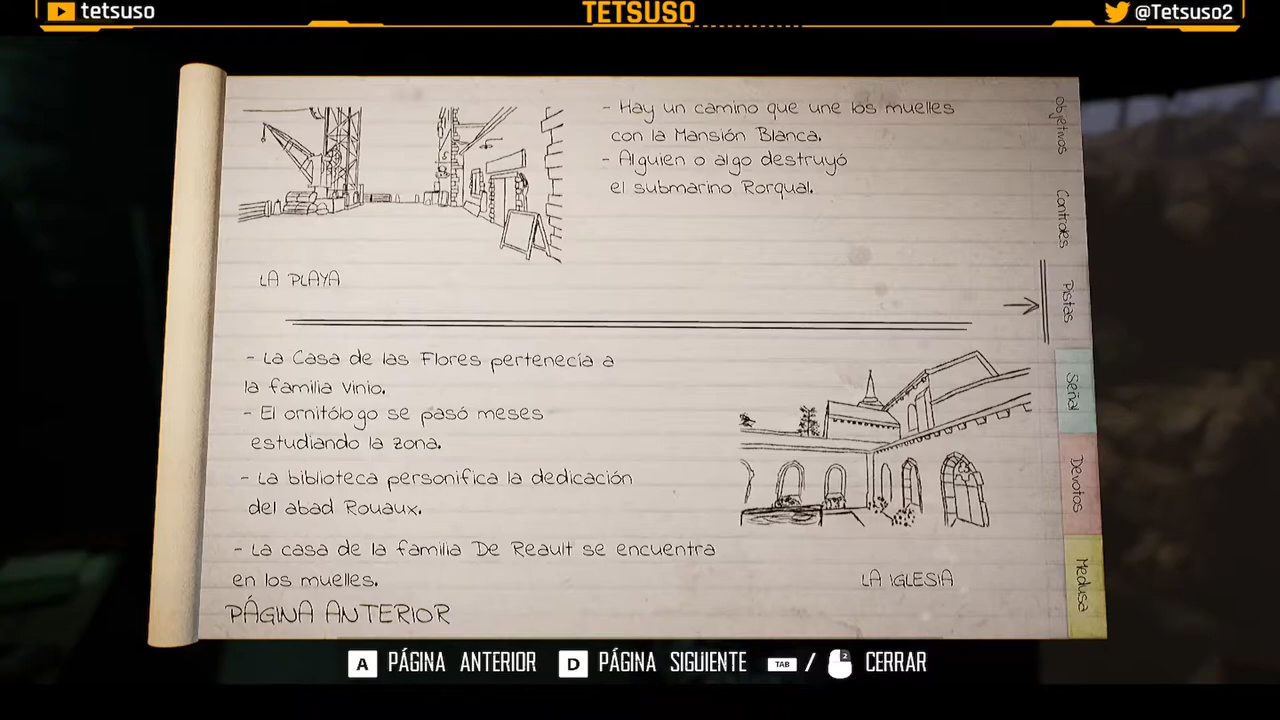 tetsuso
TETSUSO
@Tetsuso2
- Hay un camino que une los muelles
con la Mansión Blanca.
- Alguien o algo destruyó
el submarino Rorqual.
LA PLAYA
- La Casa de las Flores pertenecía a
la familia Vinio.
- El ornitólogo se pasó meses
estudiando la zona.
- La biblioteca personifica la dedicación
del abad Rouaux.
- La casa de la familia De Reault se encuentra
en los muelles.
LA IGLESIA
PÁGINA ANTERIOR
Objetivos
Controles
Pistas
Señal
Devotos
Medusa
A PÁGINA ANTERIOR D PÁGINA SIGUIENTE TAB / 2 CERRAR